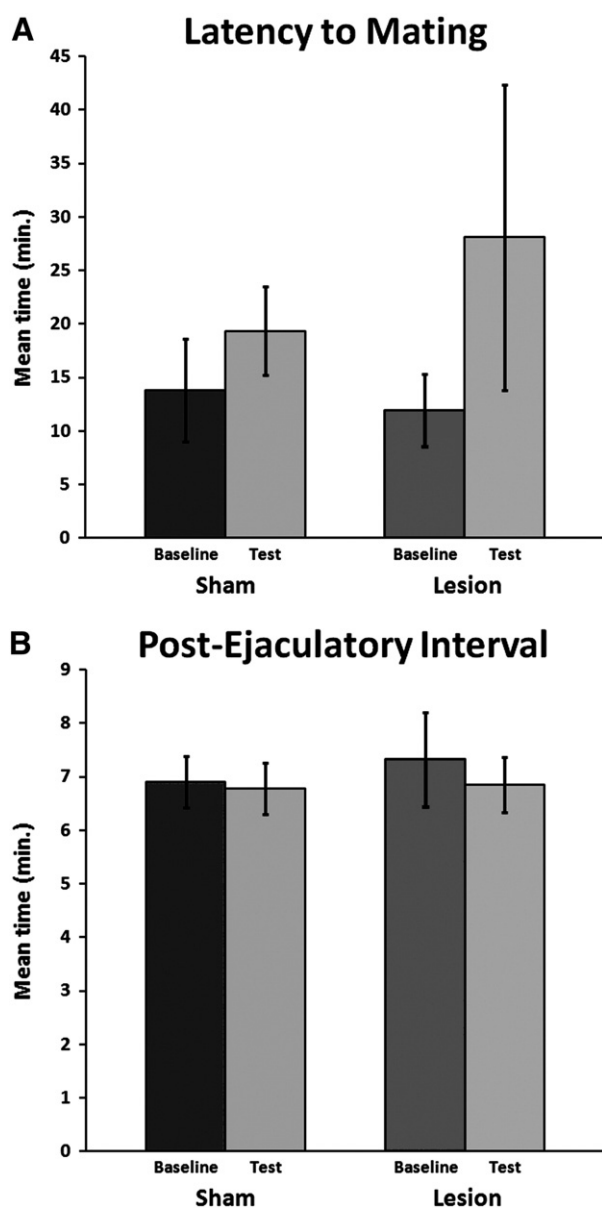 A Latency to Mating
45
40
35
30
25
20
15
10
5
0
Mean time (min.)
Baseline Test Baseline Test
Sham Lesion
B Post-Ejaculatory Interval
9
8
7
6
5
4
3
2
1
0
Mean time (min.)
Baseline Test Baseline Test
Sham Lesion